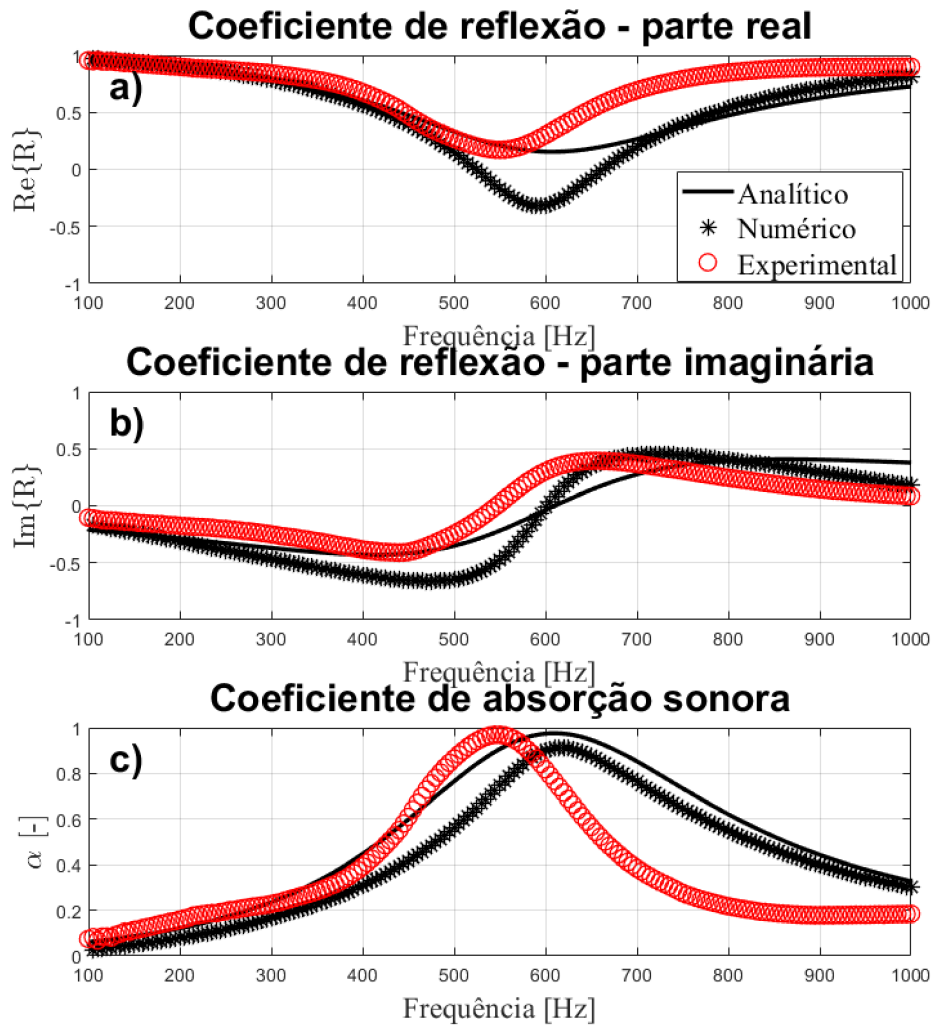 Coeficiente de reflexão - parte real
a)
Re{R}
1
0.5
0
-0.5
-1
Analítico
Numérico
Experimental
100 200 300 400 500 600 700 800 900 1000
Frequência [Hz]
Coeficiente de reflexão - parte imaginária
b)
Im{R}
1
0.5
0
-0.5
-1
100 200 300 400 500 600 700 800 900 1000
Frequência [Hz]
Coeficiente de absorção sonora
c)
α [-]
1
0.8
0.6
0.4
0.2
0
100 200 300 400 500 600 700 800 900 1000
Frequência [Hz]